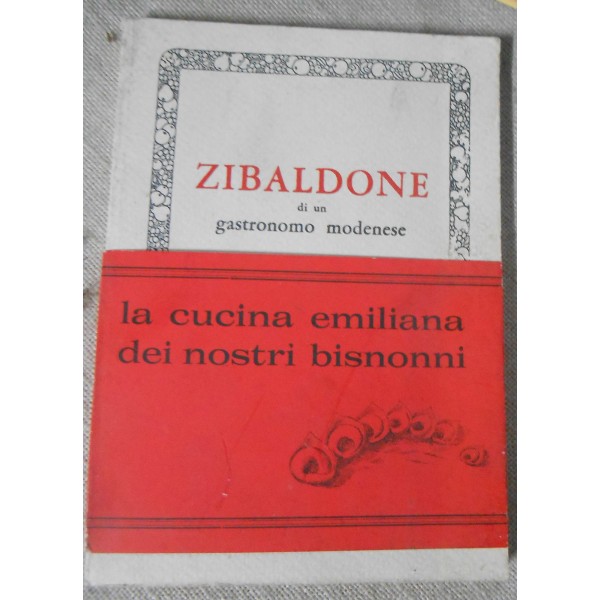 ZIBALDONE
di un
gastronomo modenese
la cucina emiliana
dei nostri bisnonni